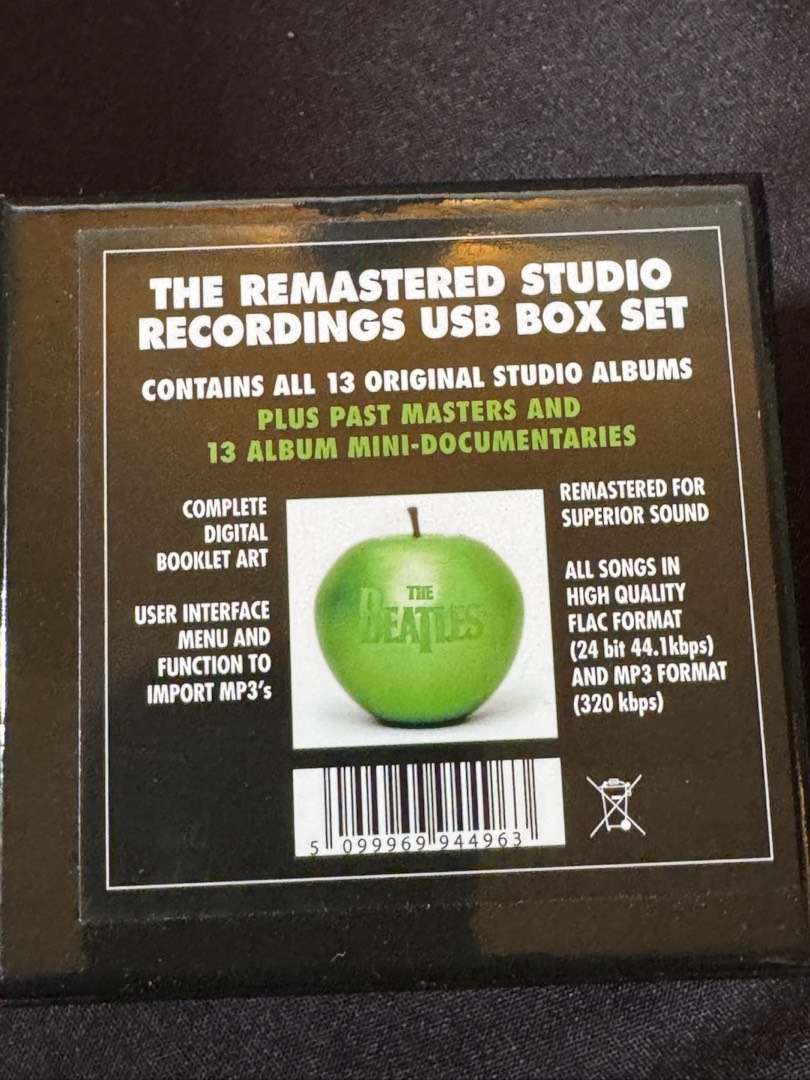 THE REMASTERED STUDIO
RECORDINGS USB BOX SET
CONTAINS ALL 13 ORIGINAL STUDIO ALBUMS
PLUS PAST MASTERS AND
13 ALBUM MINI-DOCUMENTARIES
COMPLETE
DIGITAL
BOOKLET ART
USER INTERFACE
MENU AND
FUNCTION TO
IMPORT MP3's
THE
BEATLES
REMASTERED FOR
SUPERIOR SOUND
ALL SONGS IN
HIGH QUALITY
FLAC FORMAT
(24 bit 44.1kbps)
AND MP3 FORMAT
(320 kbps)
5 099969 944963